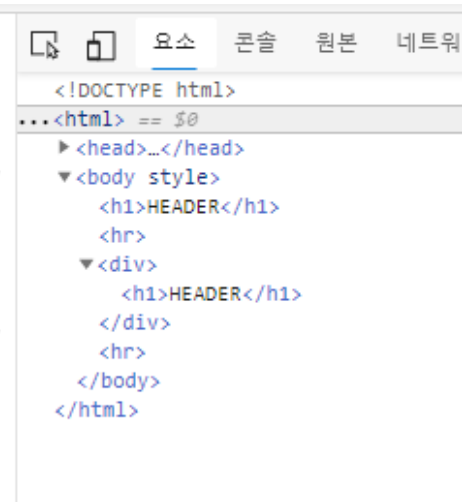 요소 콘솔 원본 네트워
<!DOCTYPE html>
...<html> == $0
▶<head>…</head>
▼<body style>
<h1>HEADER</h1>
<hr>
▼<div>
<h1>HEADER</h1>
</div>
<hr>
</body>
</html>